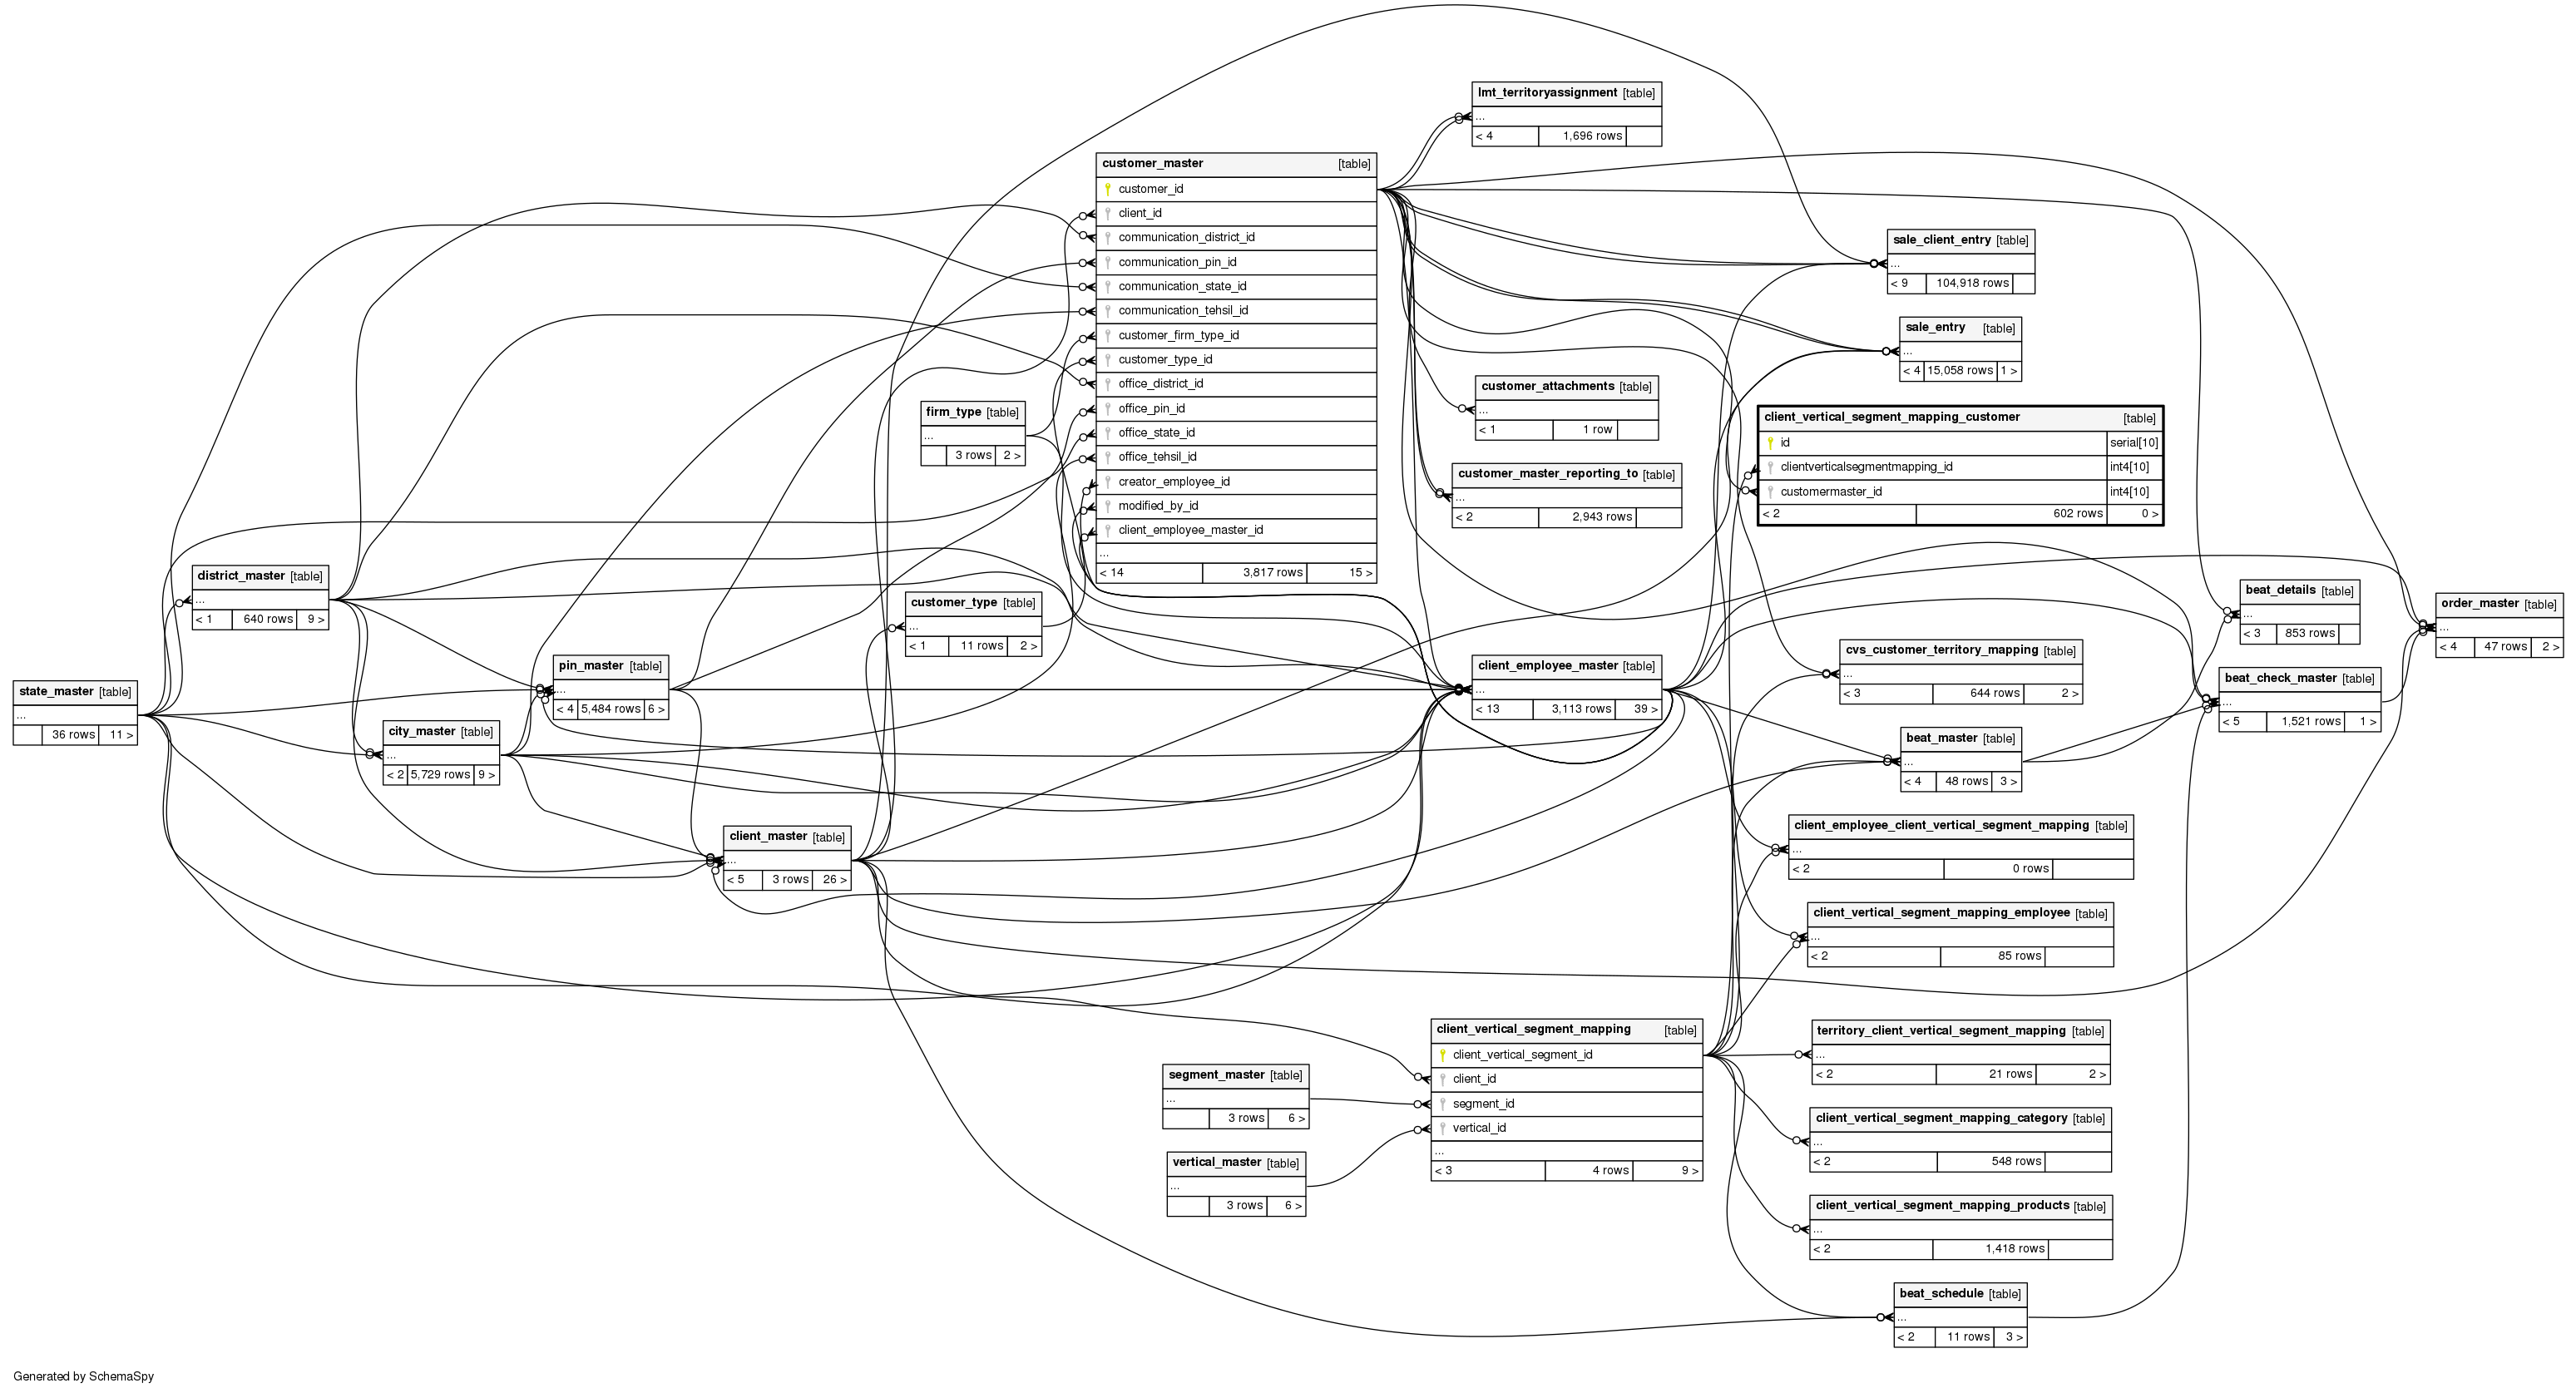 lmt_territoryassignment [table]
...
< 4 1,696 rows
customer_master [table]
customer_id
client_id
communication_district_id
communication_pin_id
communication_state_id
communication_tehsil_id
customer_firm_type_id
customer_type_id
office_district_id
office_pin_id
office_state_id
office_tehsil_id
creator_employee_id
modified_by_id
client_employee_master_id
...
< 14 3,817 rows 15 >
sale_client_entry [table]
...
< 9 104,918 rows
sale_entry [table]
...
< 4 15,058 rows 1 >
customer_attachments [table]
...
< 1 1 row
firm_type [table]
...
3 rows 2 >
client_vertical_segment_mapping_customer [table]
id serial[10]
clientverticalsegmentmapping_id int4[10]
customermaster_id int4[10]
< 2 602 rows 0 >
customer_master_reporting_to [table]
...
< 2 2,943 rows
district_master [table]
...
< 1 640 rows 9 >
customer_type [table]
...
< 1 11 rows 2 >
beat_details [table]
...
< 3 853 rows
order_master [table]
...
< 4 47 rows 2 >
pin_master [table]
...
< 4 5,484 rows 6 >
client_employee_master [table]
...
< 13 3,113 rows 39 >
cvs_customer_territory_mapping [table]
...
< 3 644 rows 2 >
beat_check_master [table]
...
< 5 1,521 rows 1 >
state_master [table]
...
36 rows 11 >
city_master [table]
...
< 2 5,729 rows 9 >
beat_master [table]
...
< 4 48 rows 3 >
client_master [table]
...
< 5 3 rows 26 >
client_employee_client_vertical_segment_mapping [table]
...
< 2 0 rows
client_vertical_segment_mapping_employee [table]
...
< 2 85 rows
client_vertical_segment_mapping [table]
client_vertical_segment_id
client_id
segment_id
vertical_id
...
< 3 4 rows 9 >
territory_client_vertical_segment_mapping [table]
...
< 2 21 rows 2 >
segment_master [table]
...
3 rows 6 >
client_vertical_segment_mapping_category [table]
...
< 2 548 rows
vertical_master [table]
...
3 rows 6 >
client_vertical_segment_mapping_products [table]
...
< 2 1,418 rows
beat_schedule [table]
...
< 2 11 rows 3 >
Generated by SchemaSpy